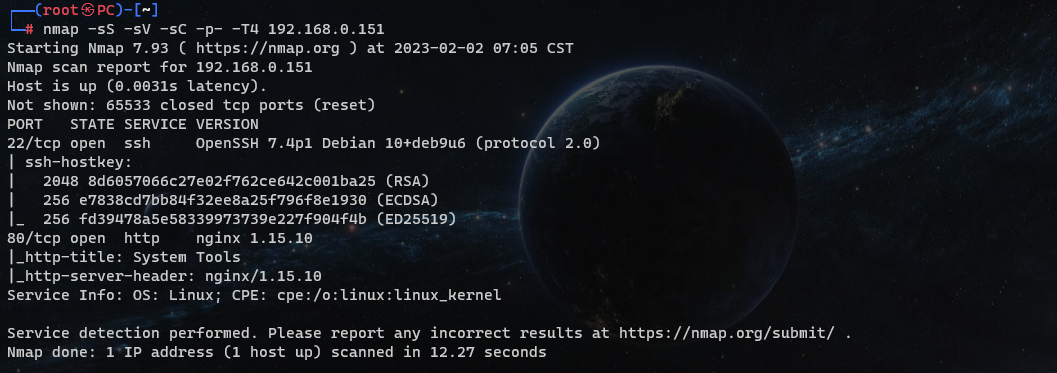 ┌──(root㉿PC)-[~]
└─# nmap -sS -sV -sC -p- -T4 192.168.0.151
Starting Nmap 7.93 ( https://nmap.org ) at 2023-02-02 07:05 CST
Nmap scan report for 192.168.0.151
Host is up (0.0031s latency).
Not shown: 65533 closed tcp ports (reset)
PORT   STATE SERVICE VERSION
22/tcp open  ssh     OpenSSH 7.4p1 Debian 10+deb9u6 (protocol 2.0)
| ssh-hostkey:
|   2048 8d6057066c27e02f762ce642c001ba25 (RSA)
|   256 e7838cd7bb84f32ee8a25f796f8e1930 (ECDSA)
|_  256 fd39478a5e58339973739e227f904f4b (ED25519)
80/tcp open  http    nginx 1.15.10
|_http-title: System Tools
|_http-server-header: nginx/1.15.10
Service Info: OS: Linux; CPE: cpe:/o:linux:linux_kernel

Service detection performed. Please report any incorrect results at https://nmap.org/submit/ .
Nmap done: 1 IP address (1 host up) scanned in 12.27 seconds